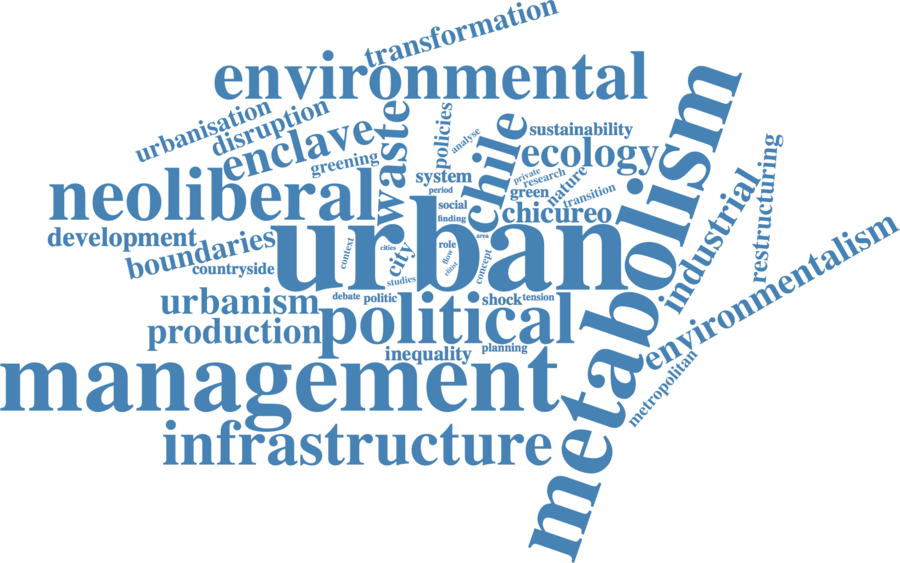 transformation
environmental
urbanisation
disruption
enclave
waste
policies
analyse
chile
sustainability
ecology
metabolism
greening
system
private
research
nature
neoliberal
period
green
transition
social
chicureo
finding
industrial
restructuring
urban
development
boundaries
context
cities
city
role
flow
area
concept
elitist
countryside
studies
environmentalism
urbanism
debate
politic
shock
tension
production
political
inequality
planning
management
metropolitan
infrastructure